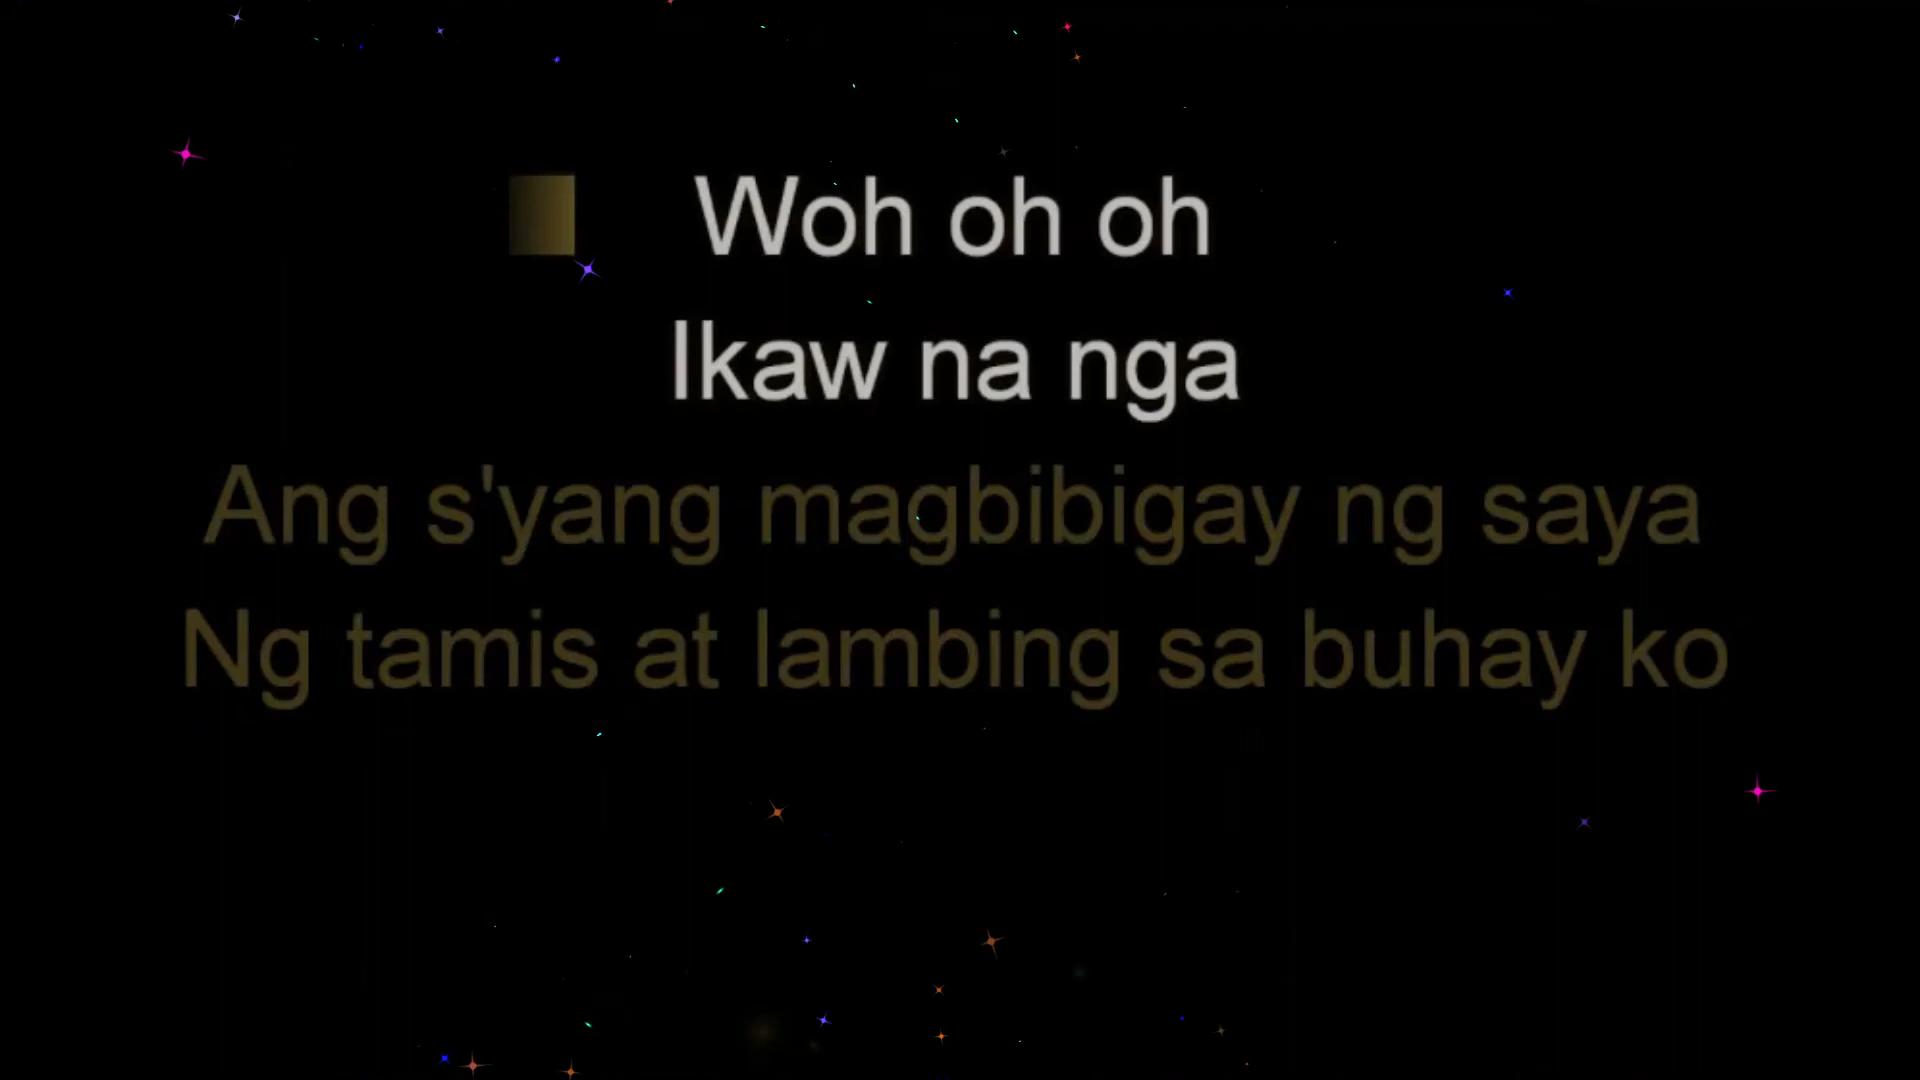 Woh oh oh
Ikaw na nga
Ang s'yang magbibigay ng saya
Ng tamis at lambing sa buhay ko